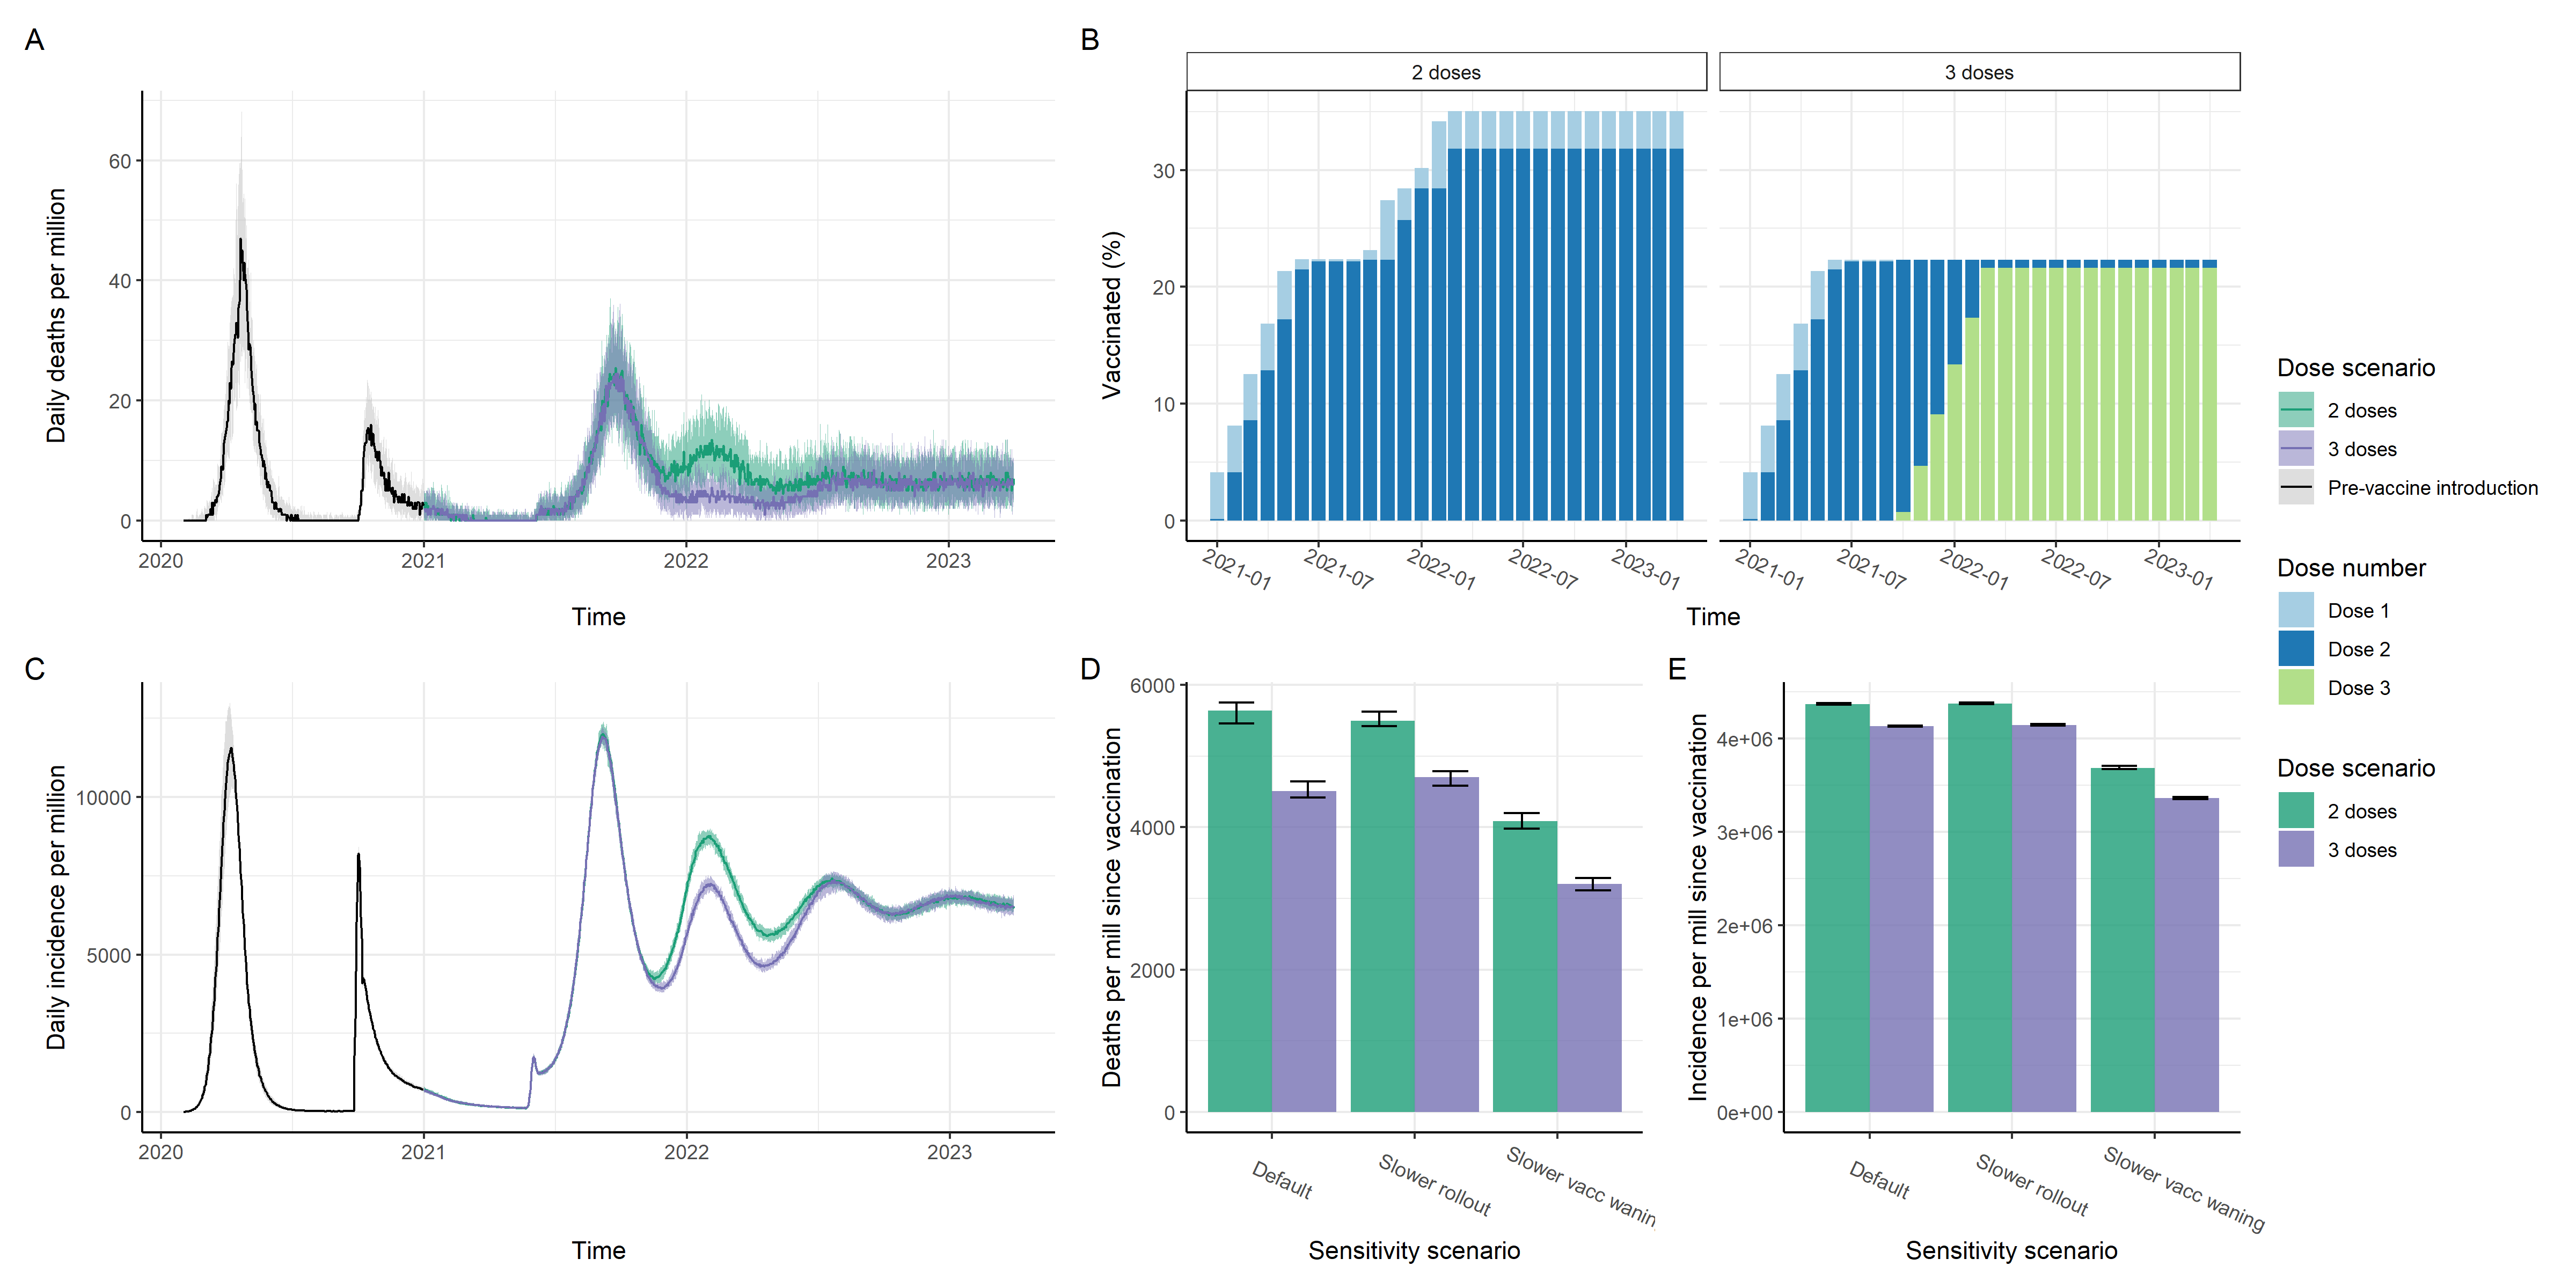 A
Daily deaths per million
60
40
20
0
2020
2021
2022
2023
Time
B
2 doses
3 doses
Vaccinated (%)
30
20
10
0
2021-01
2021-07
2022-01
2022-07
2023-01
2021-01
2021-07
2022-01
2022-07
2023-01
Time
Dose scenario
2 doses
3 doses
Pre-vaccine introduction
Dose number
Dose 1
Dose 2
Dose 3
Dose scenario
2 doses
3 doses
C
Daily incidence per million
10000
5000
0
2020
2021
2022
2023
Time
D
Deaths per mill since vaccination
6000
4000
2000
0
Default
Slower rollout
Slower vacc wanin
Sensitivity scenario
E
Incidence per mill since vaccination
4e+06
3e+06
2e+06
1e+06
0e+00
Default
Slower rollout
Slower vacc waning
Sensitivity scenario